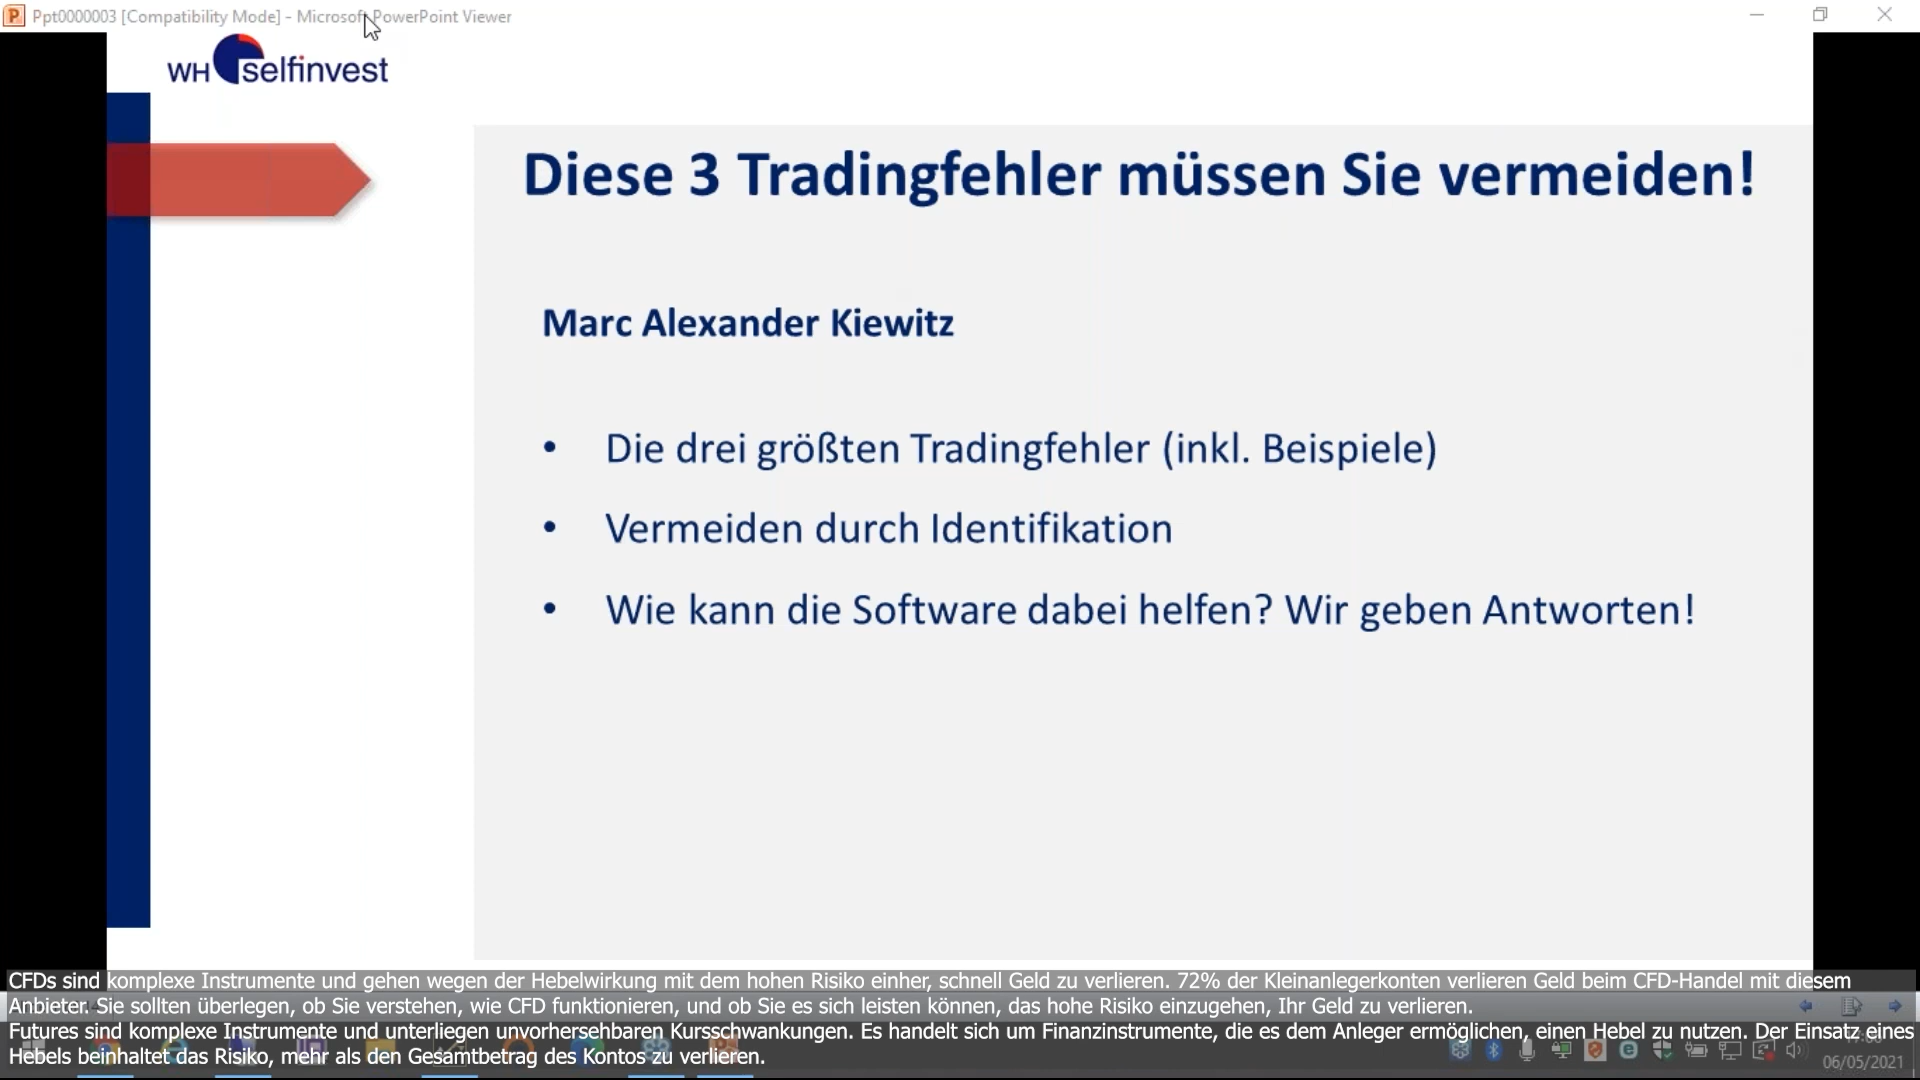 Ppt0000003 [Compatibility Mode] - Microsoft PowerPoint Viewer
WH selfinvest
Diese 3 Tradingfehler müssen Sie vermeiden!
Marc Alexander Kiewitz
• Die drei größten Tradingfehler (inkl. Beispiele)
• Vermeiden durch Identifikation
• Wie kann die Software dabei helfen? Wir geben Antworten!
CFDs sind komplexe Instrumente und gehen wegen der Hebelwirkung mit dem hohen Risiko einher, schnell Geld zu verlieren. 72% der Kleinanlegerkonten verlieren Geld beim CFD-Handel mit diesem
Anbieter. Sie sollten überlegen, ob Sie verstehen, wie CFD funktionieren, und ob Sie es sich leisten können, das hohe Risiko einzugehen, Ihr Geld zu verlieren.
Futures sind komplexe Instrumente und unterliegen unvorhersehbaren Kursschwankungen. Es handelt sich um Finanzinstrumente, die es dem Anleger ermöglichen, einen Hebel zu nutzen. Der Einsatz eines
Hebels beinhaltet das Risiko, mehr als den Gesamtbetrag des Kontos zu verlieren.
06/05/2021